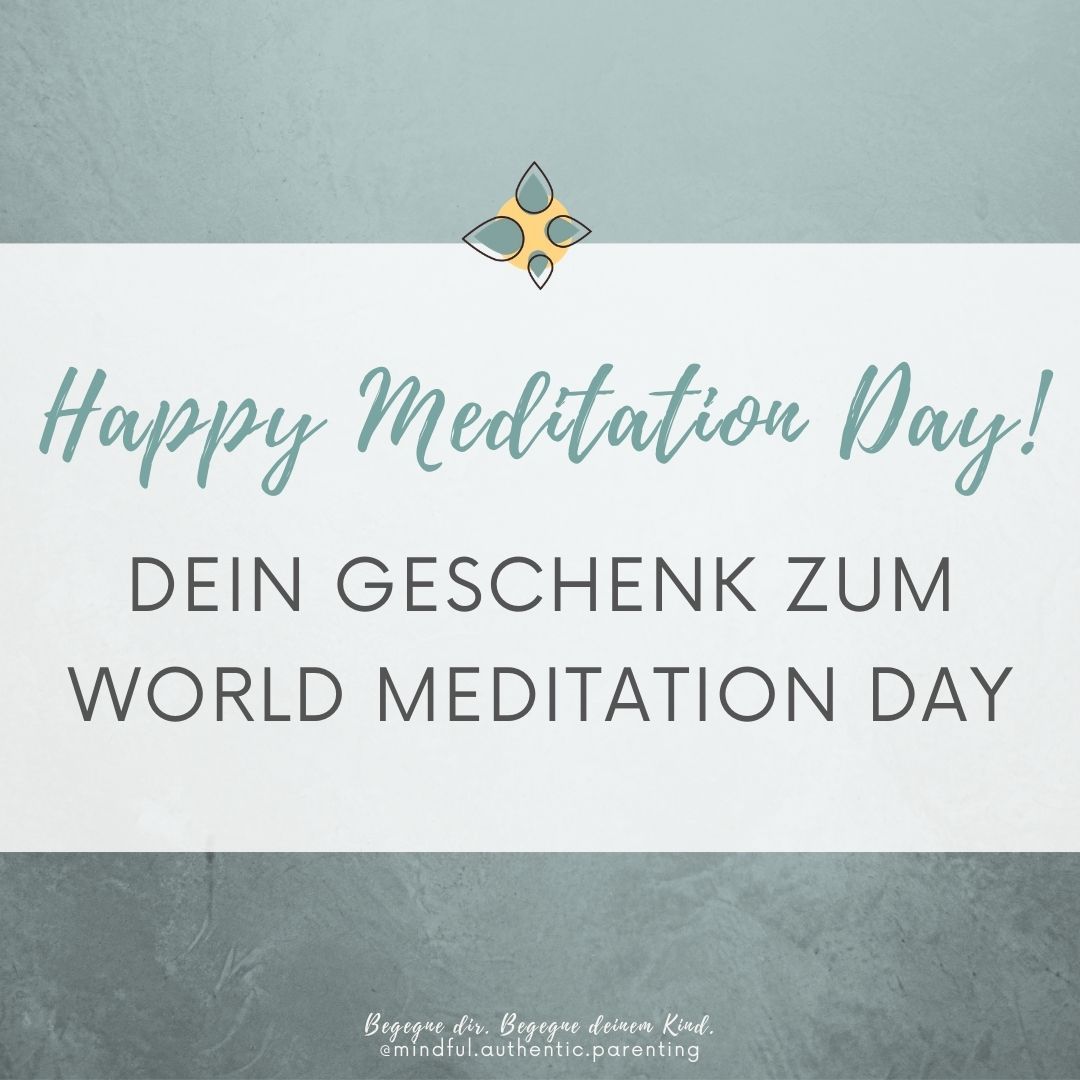 Happy Meditation Day!
DEIN GESCHENK ZUM
WORLD MEDITATION DAY
Begegne dir. Begegne deinem Kind.
@mindful.authentic.parenting